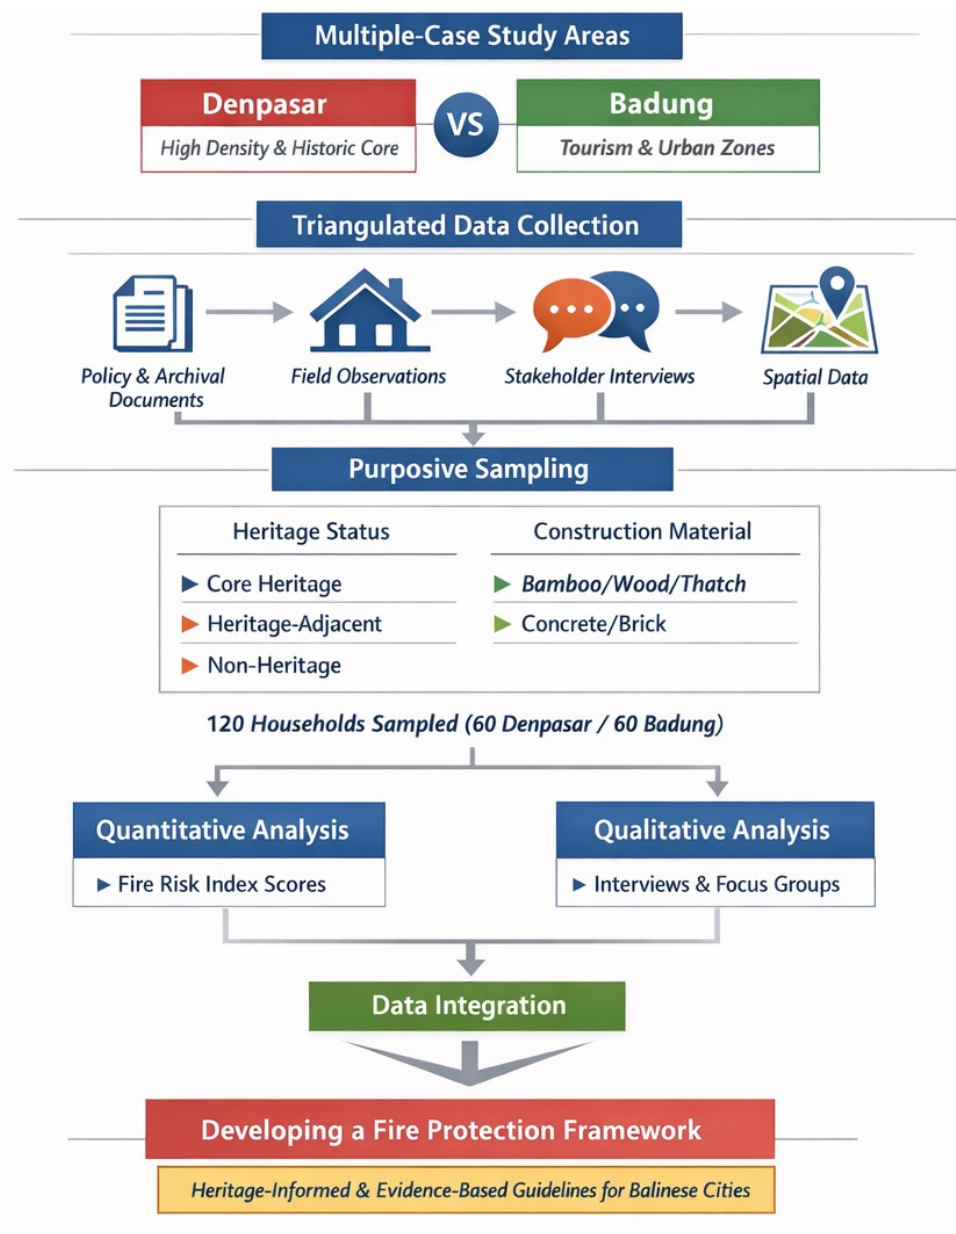 Multiple-Case Study Areas
Denpasar
High Density & Historic Core
VS
Badung
Tourism & Urban Zones
Triangulated Data Collection
Policy & Archival
Documents
Field Observations
Stakeholder Interviews
Spatial Data
Purposive Sampling
Heritage Status
Core Heritage
Heritage-Adjacent
Non-Heritage
Construction Material
Bamboo/Wood/Thatch
Concrete/Brick
120 Households Sampled (60 Denpasar / 60 Badung)
Quantitative Analysis
Fire Risk Index Scores
Qualitative Analysis
Interviews & Focus Groups
Data Integration
Developing a Fire Protection Framework
Heritage-Informed & Evidence-Based Guidelines for Balinese Cities